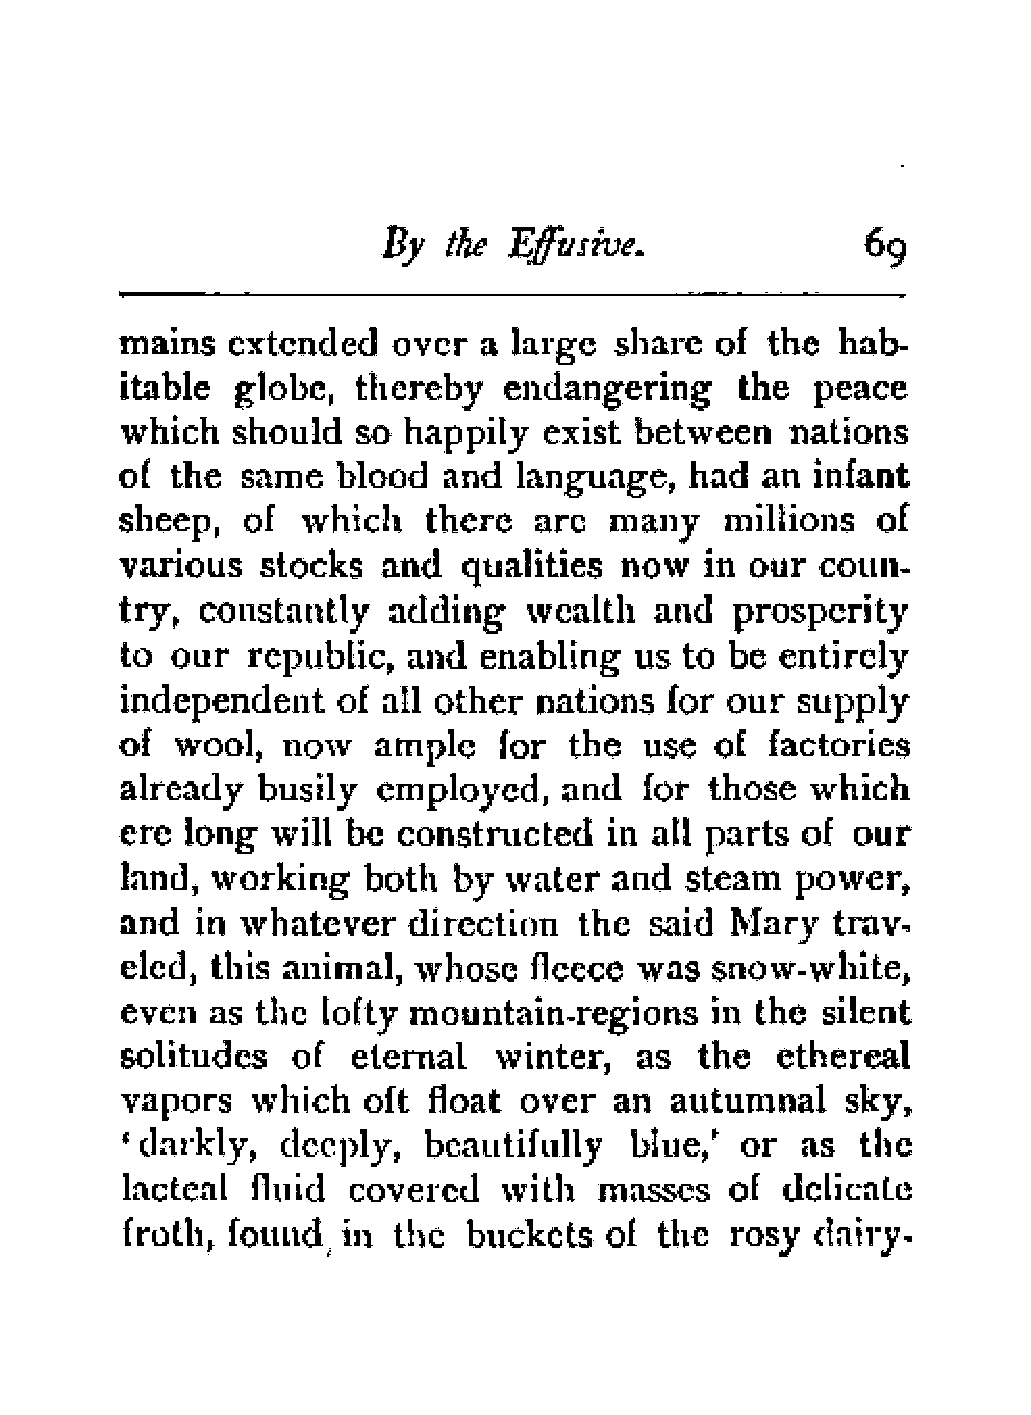 By the Effusive. 69
mains extended over a large share of the hab-
itable globe, thereby endangering the peace
which should so happily exist between nations
of the same blood and language, had an infant
sheep, of which there are many millions of
various stocks and qualities now in our coun-
try, constantly adding wealth and prosperity
to our republic, and enabling us to be entirely
independent of all other nations for our supply
of wool, now ample for the use of factories
already busily employed, and for those which
ere long will be constructed in all parts of our
land, working both by water and steam power,
and in whatever direction the said Mary trav-
eled, this animal, whose fleece was snow-white,
even as the lofty mountain-regions in the silent
solitudes of eternal winter, as the ethereal
vapors which oft float over an autumnal sky,
'darkly, deeply, beautifully blue,' or as the
lacteal fluid covered with masses of delicate
froth, found in the buckets of the rosy dairy-